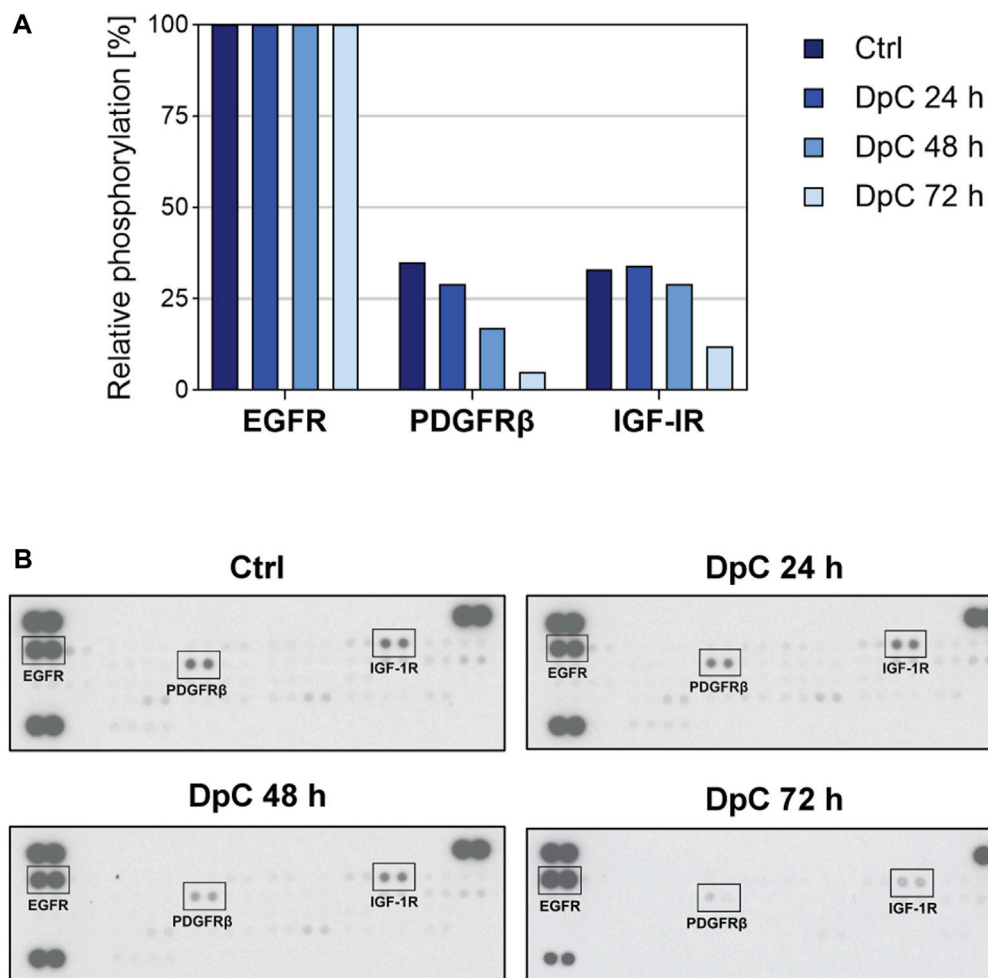 A
Relative phosphorylation [%]
100
75
50
25
0
EGFR PDGFRβ IGF-IR
Ctrl
DpC 24 h
DpC 48 h
DpC 72 h
B
Ctrl
EGFR
PDGFRβ
IGF-1R
DpC 24 h
EGFR
PDGFRβ
IGF-1R
DpC 48 h
EGFR
PDGFRβ
IGF-1R
DpC 72 h
EGFR
PDGFRβ
IGF-1R